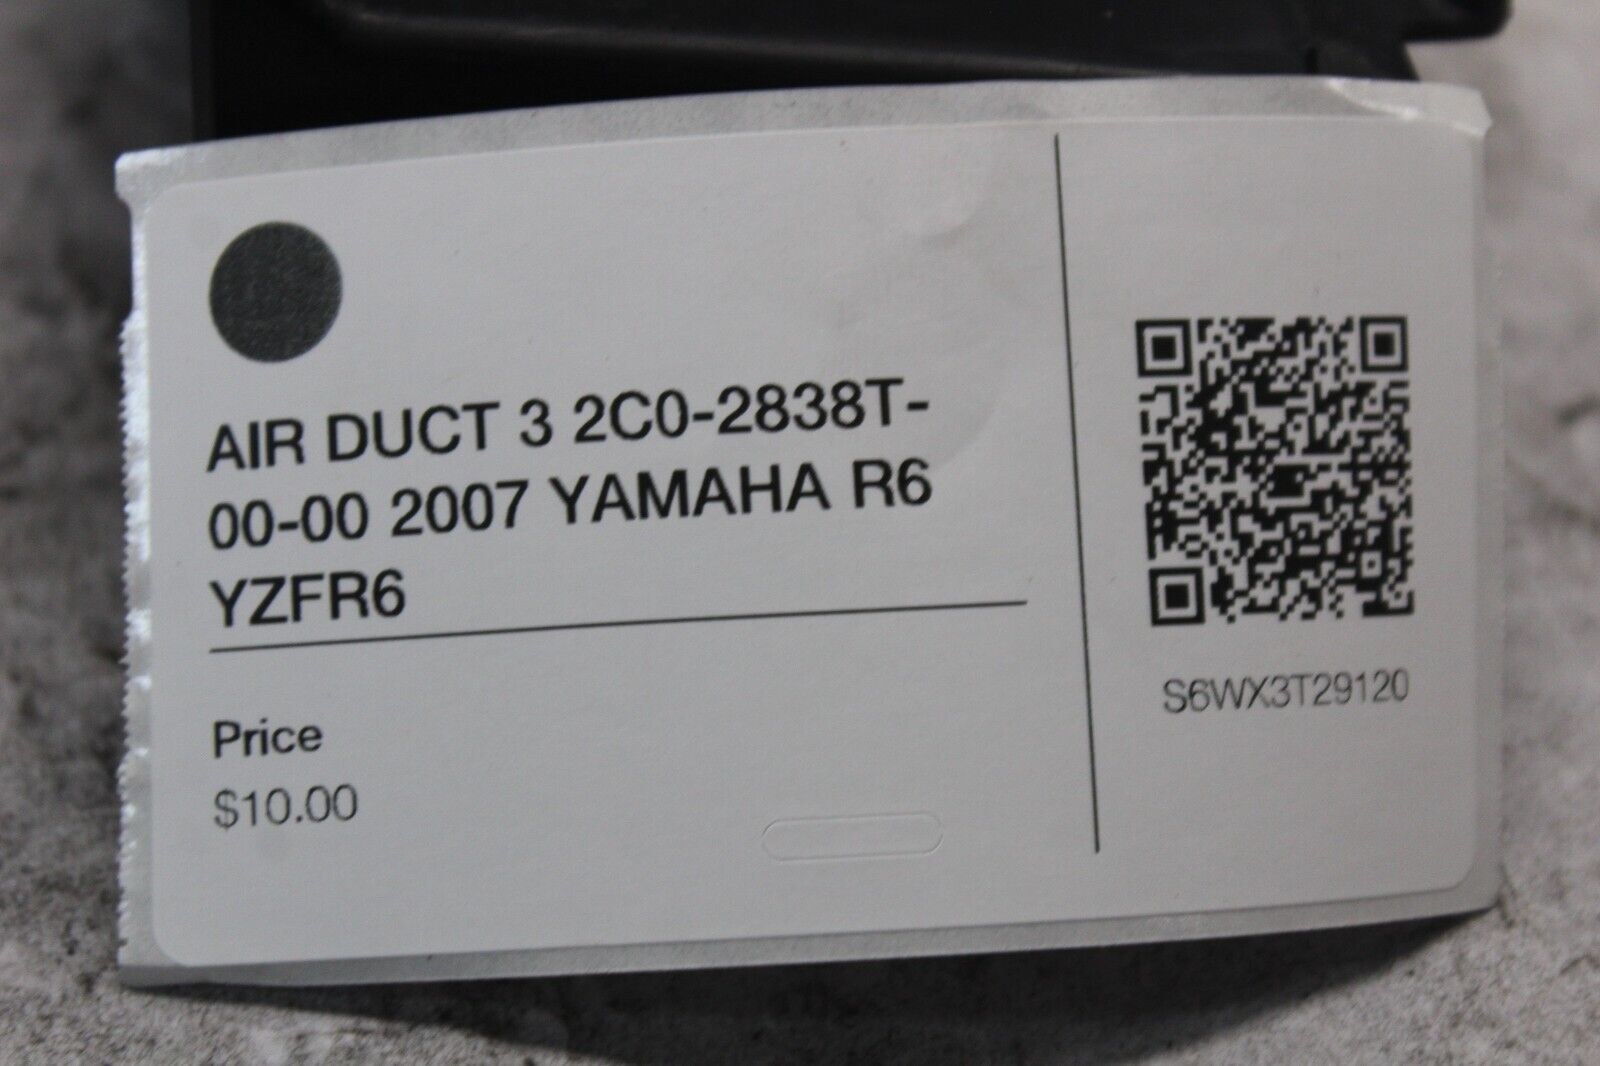 AIR DUCT 3 2C0-2838T-
00-00 2007 YAMAHA R6
YZFR6
Price
$10.00
S6WX3T29120